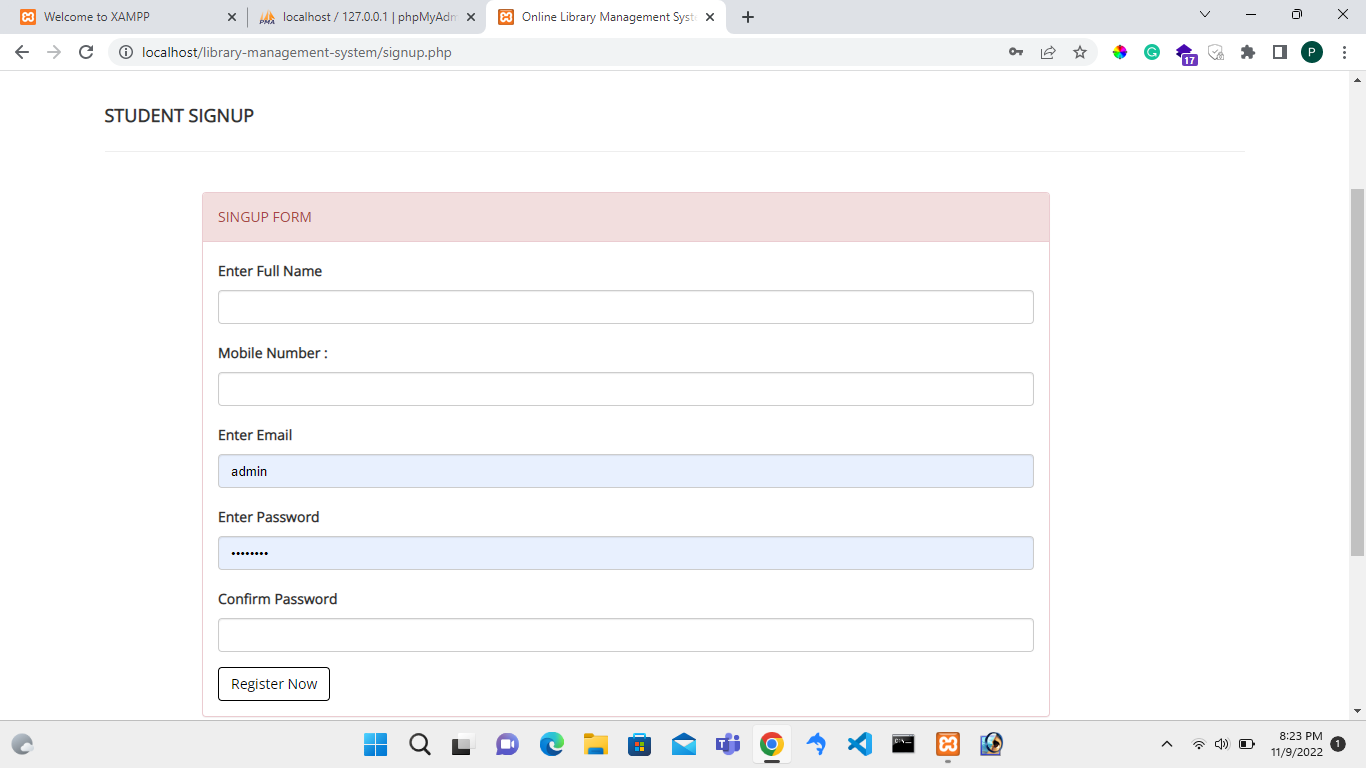 Welcome to XAMPP
localhost / 127.0.0.1 | phpMyAdm
Online Library Management Syst
localhost/library-management-system/signup.php
17
P
STUDENT SIGNUP
SINGUP FORM
Enter Full Name
Mobile Number :
Enter Email
admin
Enter Password
••••••••
Confirm Password
Register Now
8:23 PM
11/9/2022
1